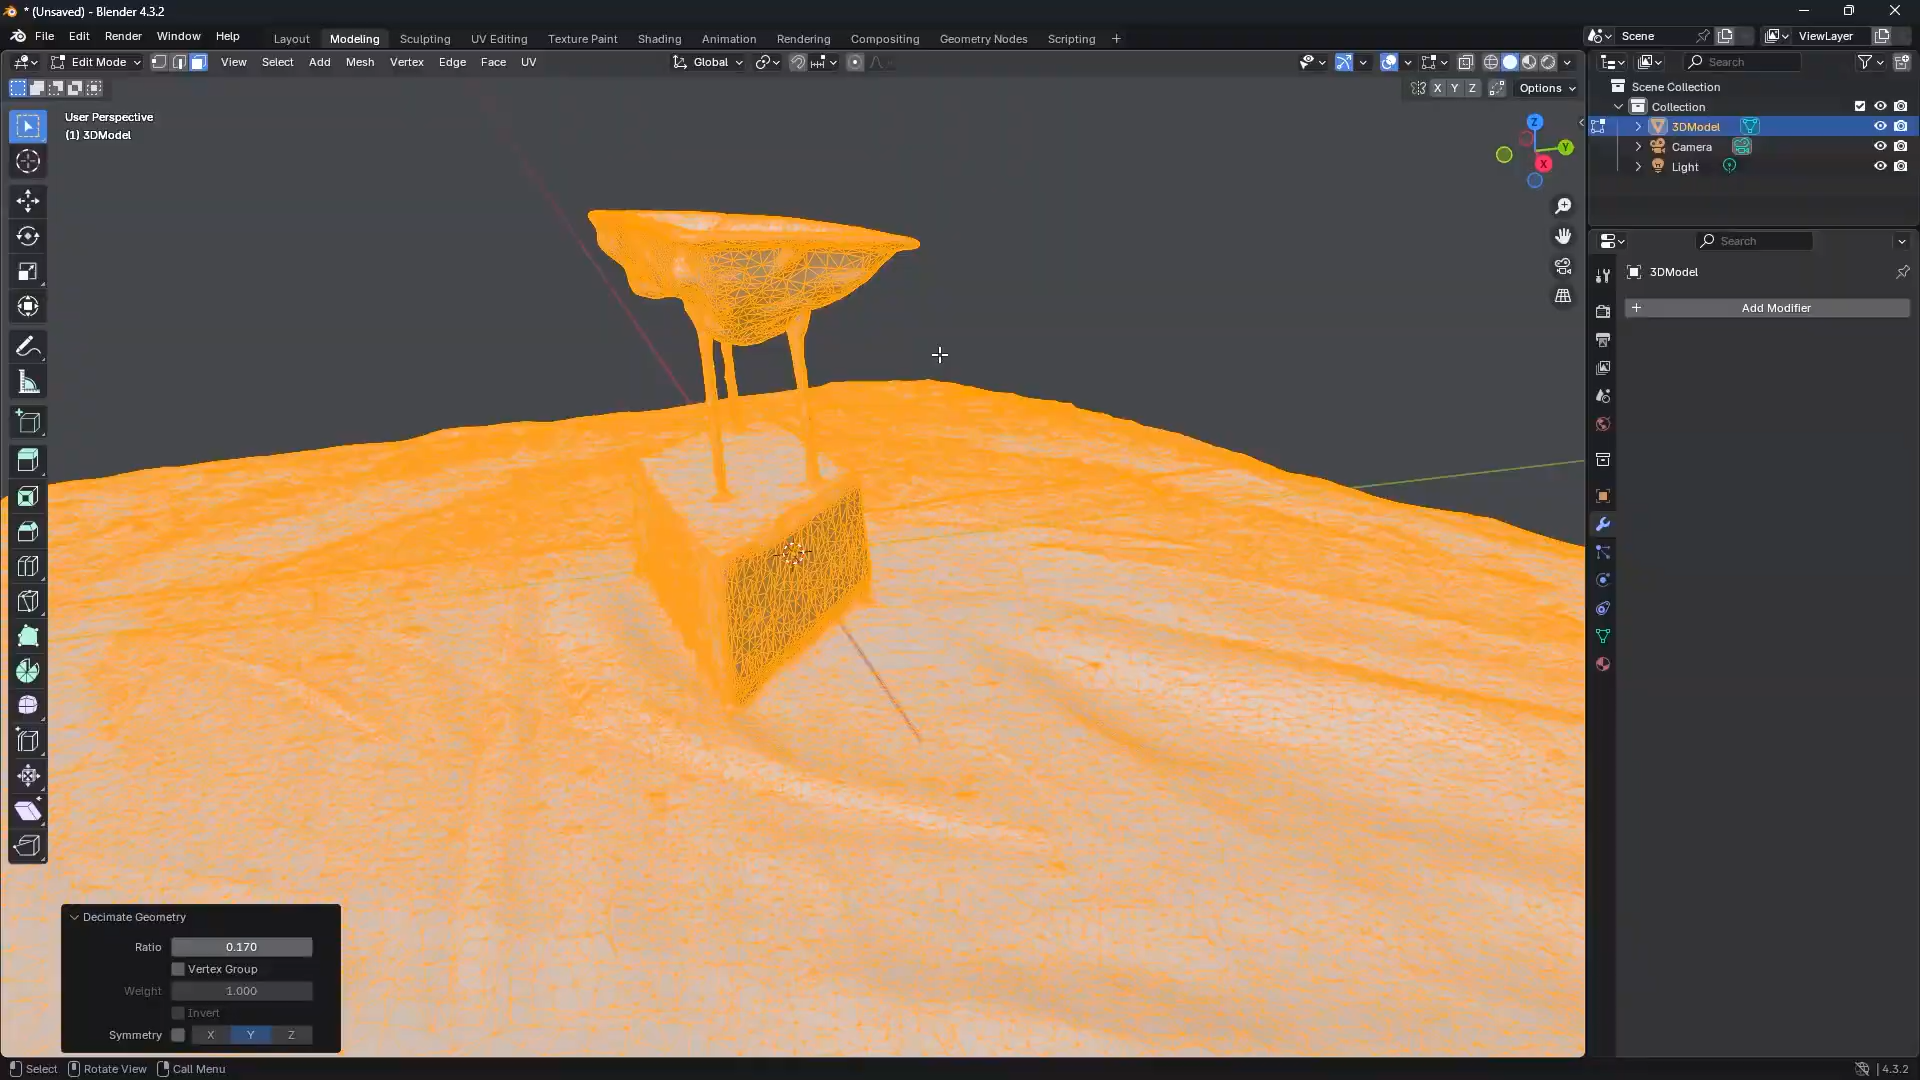 * (Unsaved) - Blender 4.3.2
File Edit Render Window Help Layout Modeling Sculpting UV Editing Texture Paint Shading Animation Rendering Compositing Geometry Nodes Scripting + Scene ViewLayer
Edit Mode View Select Add Mesh Vertex Edge Face UV Global Search
X Y Z Options
Scene Collection
Collection
3DModel
Camera
Light
User Perspective
(1) 3DModel
Z
Y
X
Search
3DModel
+ Add Modifier
Decimate Geometry
Ratio 0.170
Vertex Group
Weight 1.000
Invert
Symmetry X Y Z
Select Rotate View Call Menu 4.3.2